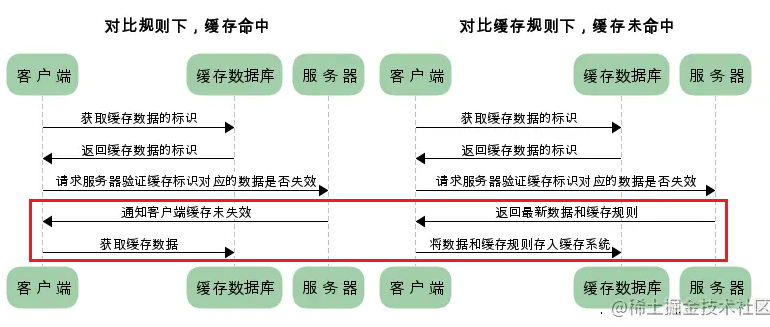 对比规则下，缓存命中
对比缓存规则下，缓存未命中
客户端
缓存数据库
服务器
客户端
缓存数据库
服务器
获取缓存数据的标识
获取缓存数据的标识
返回缓存数据的标识
返回缓存数据的标识
请求服务器验证缓存标识对应的数据是否失效
请求服务器验证缓存标识对应的数据是否失效
通知客户端缓存未失效
返回最新数据和缓存规则
获取缓存数据
将数据和缓存规则存入缓存系统
客户端
缓存数据库
服务器
客户端
缓存数据库
服务器
@稀土掘金技术社区